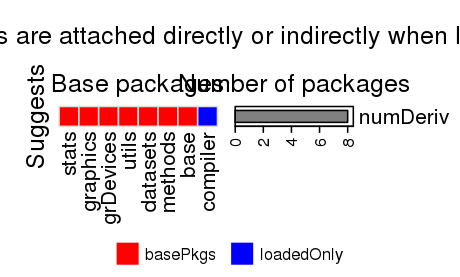 s are attached directly or indirectly when l
Base packages
Number of packages
Suggests
numDeriv
stats
graphics
grDevices
utils
datasets
methods
base
compiler
0
2
4
6
8
basePkgs
loadedOnly